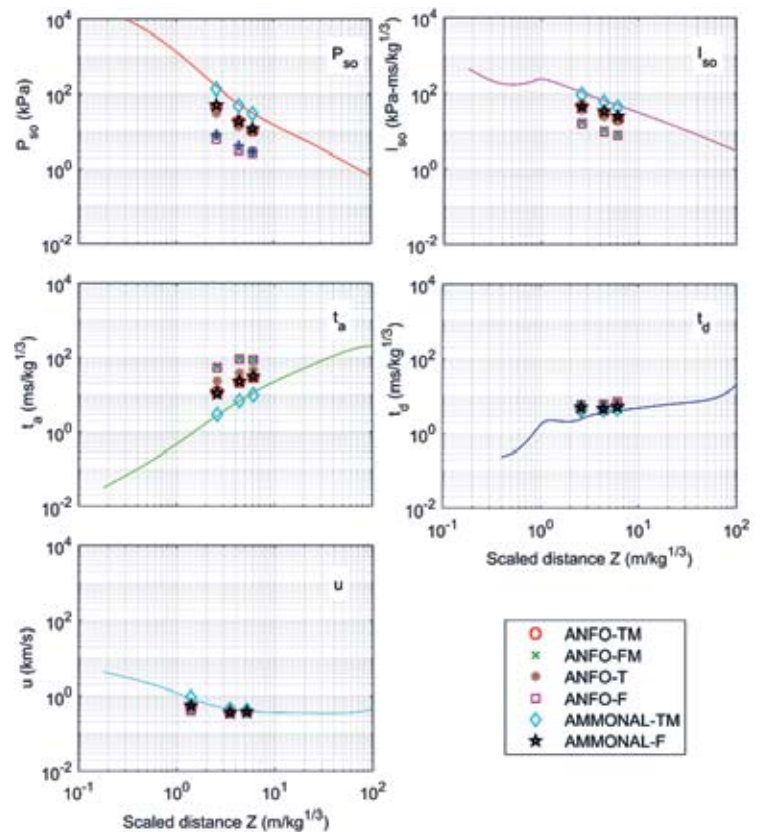 P_so
P_so (kPa)
10^4
10^2
10^0
10^-2
I_so
I_so (kPa-ms/kg^1/3)
10^4
10^2
10^0
10^-2
t_a
t_a (ms/kg^1/3)
10^4
10^2
10^0
10^-2
t_d
t_d (ms/kg^1/3)
10^4
10^2
10^0
10^-2
10^-1 10^0 10^1 10^2
Scaled distance Z (m/kg^1/3)
u
u (km/s)
10^4
10^2
10^0
10^-2
10^-1 10^0 10^1 10^2
Scaled distance Z (m/kg^1/3)
ANFO-TM
ANFO-FM
ANFO-T
ANFO-F
AMMONAL-TM
AMMONAL-F